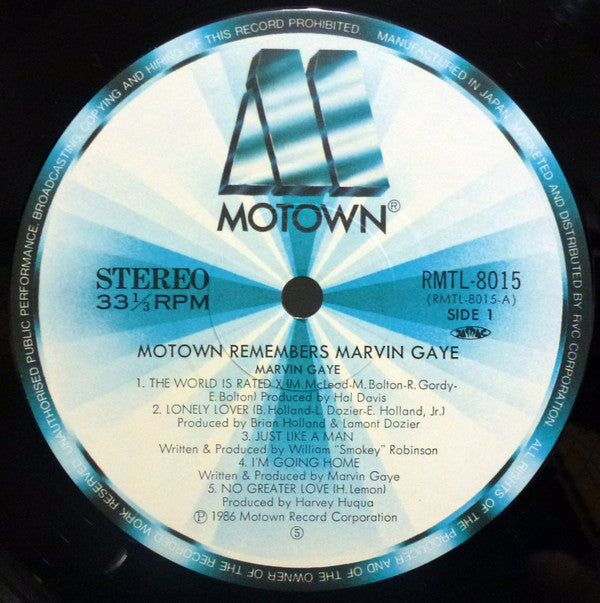 UNAUTHORISED PUBLIC PERFORMANCE, BROADCASTING, COPYING AND HIRING OF THIS RECORD PROHIBITED. MANUFACTURED IN JAPAN, MARKETED AND DISTRIBUTED BY RVC CORPORATION
ALL RIGHTS OF THE PRODUCER AND OF THE OWNER OF THE RECORDED WORK RESERVED
M
MOTOWN®
STEREO
33 1/3 RPM
RMTL-8015
(RMTL-8015-A)
SIDE 1
MOTOWN REMEMBERS MARVIN GAYE
MARVIN GAYE
1. THE WORLD IS RATED X (M. McLeod-M. Bolton-R. Gordy-
E. Bolton) Produced by Hal Davis
2. LONELY LOVER (B. Holland-L. Dozier-E. Holland, Jr.)
Produced by Brian Holland & Lamont Dozier
3. JUST LIKE A MAN
Written & Produced by William "Smokey" Robinson
4. I'M GOING HOME
Written & Produced by Marvin Gaye
5. NO GREATER LOVE (H. Lemon)
Produced by Harvey Huqua
℗ 1986 Motown Record Corporation
⑤